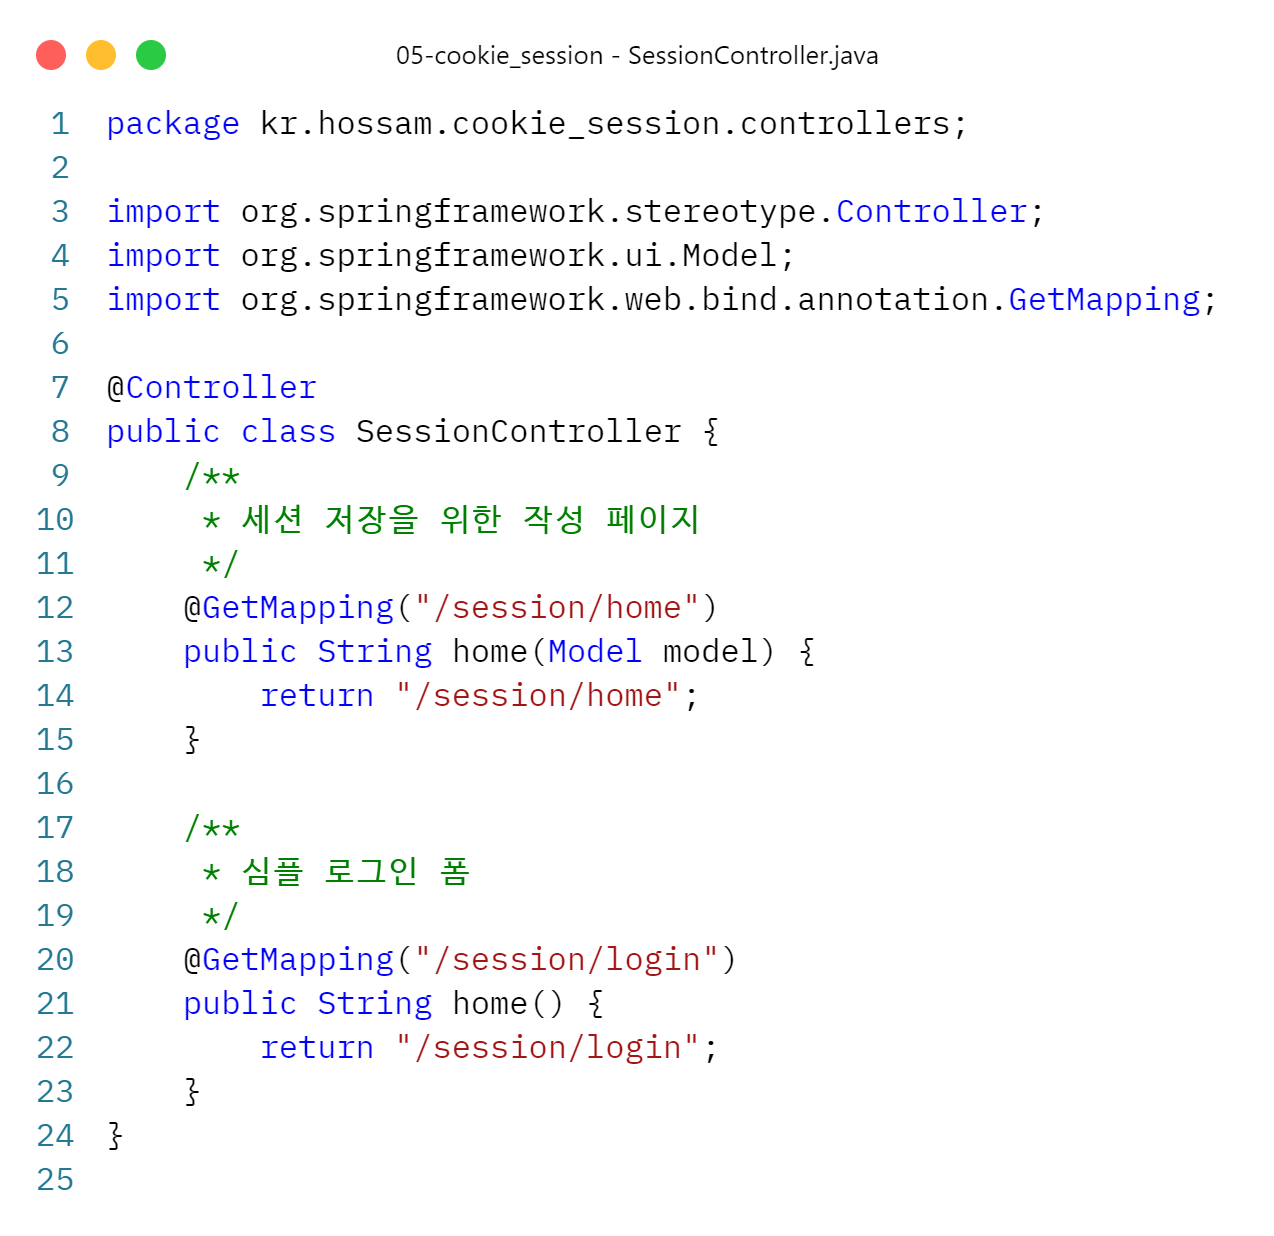 05-cookie_session - SessionController.java
1 package kr.hossam.cookie_session.controllers;
2
3 import org.springframework.stereotype.Controller;
4 import org.springframework.ui.Model;
5 import org.springframework.web.bind.annotation.GetMapping;
6
7 @Controller
8 public class SessionController {
9     /**
10      * 세션 저장을 위한 작성 페이지
11      */
12     @GetMapping("/session/home")
13     public String home(Model model) {
14         return "/session/home";
15     }
16
17     /**
18      * 심플 로그인 폼
19      */
20     @GetMapping("/session/login")
21     public String home() {
22         return "/session/login";
23     }
24 }
25